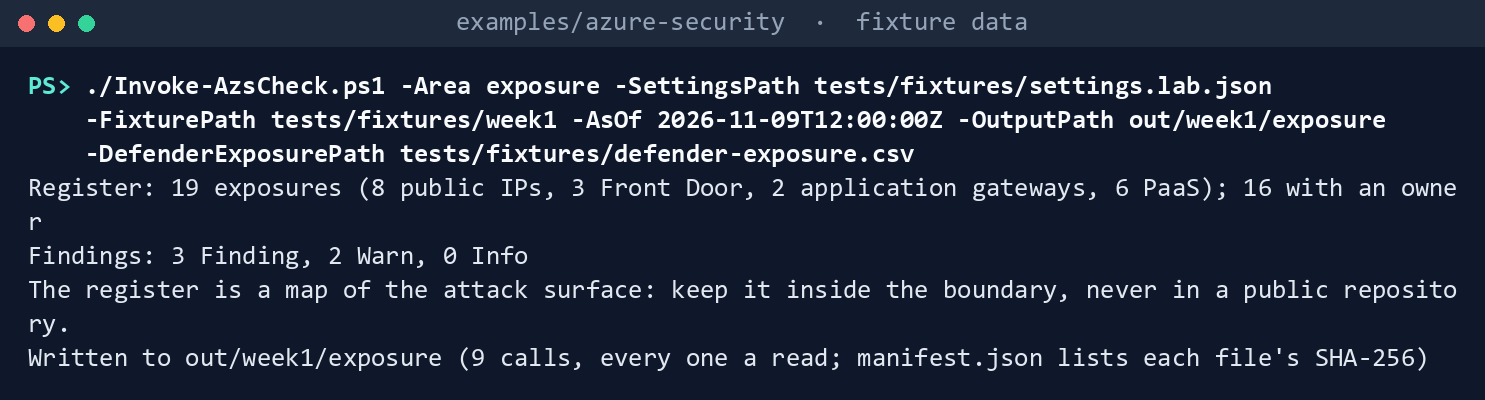 examples/azure-security · fixture data
PS> ./Invoke-AzsCheck.ps1 -Area exposure -SettingsPath tests/fixtures/settings.lab.json
-FixturePath tests/fixtures/week1 -AsOf 2026-11-09T12:00:00Z -OutputPath out/week1/exposure
-DefenderExposurePath tests/fixtures/defender-exposure.csv
Register: 19 exposures (8 public IPs, 3 Front Door, 2 application gateways, 6 PaaS); 16 with an owne
r
Findings: 3 Finding, 2 Warn, 0 Info
The register is a map of the attack surface: keep it inside the boundary, never in a public reposito
ry.
Written to out/week1/exposure (9 calls, every one a read; manifest.json lists each file's SHA-256)